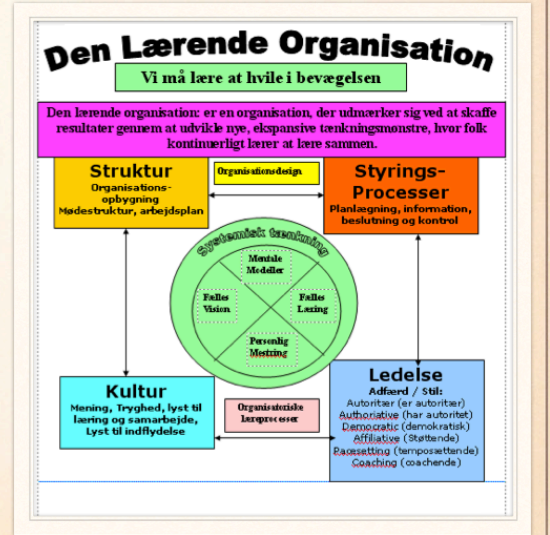 Den Lærende Organisation
Vi må lære at hvile i bevægelsen
Den lærende organisation: er en organisation, der udmærker sig ved at skaffe
resultater gennem at udvikle nye, ekspansive tænkningsmønstre, hvor folk
kontinuerligt lærer at lære sammen.
Struktur
Organisations-
opbygning
Mødestruktur, arbejdsplan
Organisationsdesign
Styrings-
Processer
Planlægning, information,
beslutning og kontrol
Systemisk tænkning
Mentale
Modeller
Fælles
Vision
Fælles
Læring
Personlig
Mestring
Kultur
Mening, Tryghed, lyst til
læring og samarbejde,
Lyst til indflydelse
Organisatoriske
læreprocesser
Ledelse
Adfærd / Stil:
Autoritær (er autoritær)
Authoriative (har autoritet)
Democratic (demokratisk)
Affiliative (Støttende)
Pacesetting (temposættende)
Coaching (coachende)